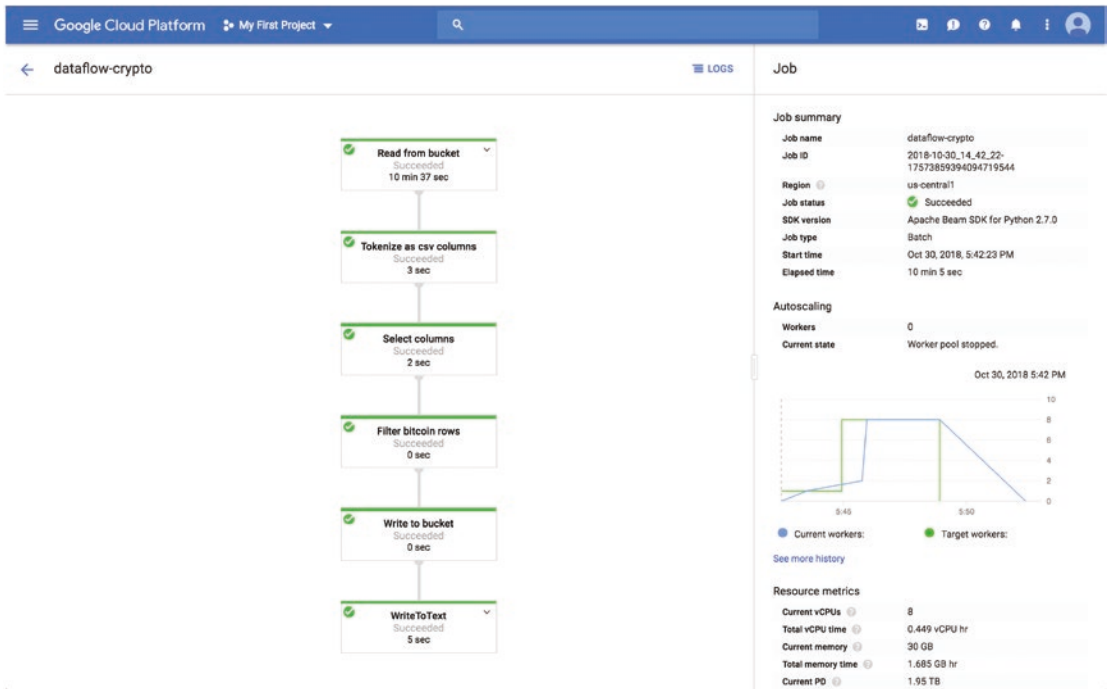 Google Cloud Platform
My First Project
dataflow-crypto
LOGS
Read from bucket
Succeeded
10 min 37 sec
Tokenize as csv columns
Succeeded
3 sec
Select columns
Succeeded
2 sec
Filter bitcoin rows
Succeeded
0 sec
Write to bucket
Succeeded
0 sec
WriteToText
Succeeded
5 sec
Job
Job summary
Job name dataflow-crypto
Job ID 2018-10-30_14_42_22-
17573859394094719544
Region us-central1
Job status Succeeded
SDK version Apache Beam SDK for Python 2.7.0
Job type Batch
Start time Oct 30, 2018, 5:42:23 PM
Elapsed time 10 min 5 sec
Autoscaling
Workers 0
Current state Worker pool stopped.
Oct 30, 2018 5:42 PM
10
8
6
4
2
0
5:45 5:50
Current workers: Target workers:
See more history
Resource metrics
Current vCPUs 8
Total vCPU time 0.449 vCPU hr
Current memory 30 GB
Total memory time 1.685 GB hr
Current PD 1.95 TB